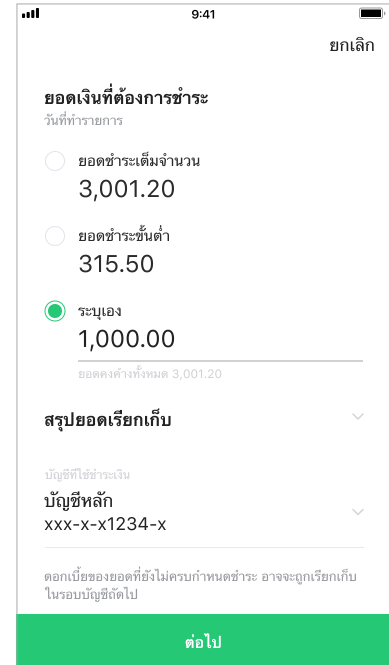 9:41
ยกเลิก
ยอดเงินที่ต้องการชำระ
วันที่ทำรายการ
ยอดชำระเต็มจำนวน
3,001.20
ยอดชำระขั้นต่ำ
315.50
ระบุเอง
1,000.00
ยอดคงค้างทั้งหมด 3,001.20
สรุปยอดเรียกเก็บ
บัญชีที่ใช้ชำระเงิน
บัญชีหลัก
xxx-x-x1234-x
ดอกเบี้ยของยอดที่ยังไม่ครบกำหนดชำระ อาจจะถูกเรียกเก็บ
ในรอบบัญชีถัดไป
ต่อไป